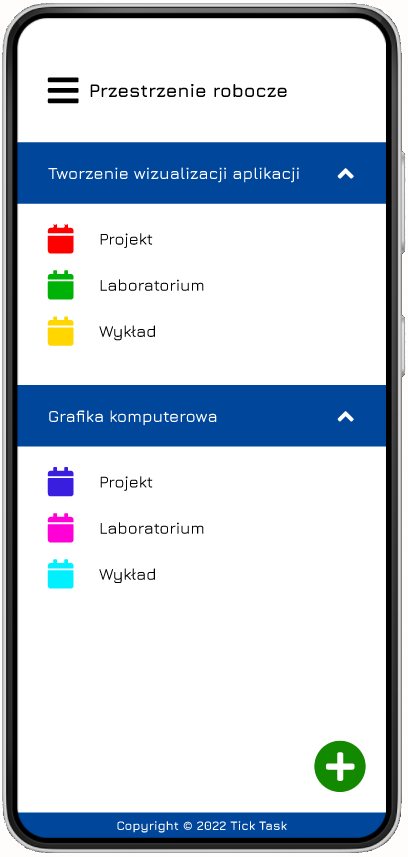 Przestrzenie robocze
Tworzenie wizualizacji aplikacji
Projekt
Laboratorium
Wykład
Grafika komputerowa
Projekt
Laboratorium
Wykład
Copyright © 2022 Tick Task